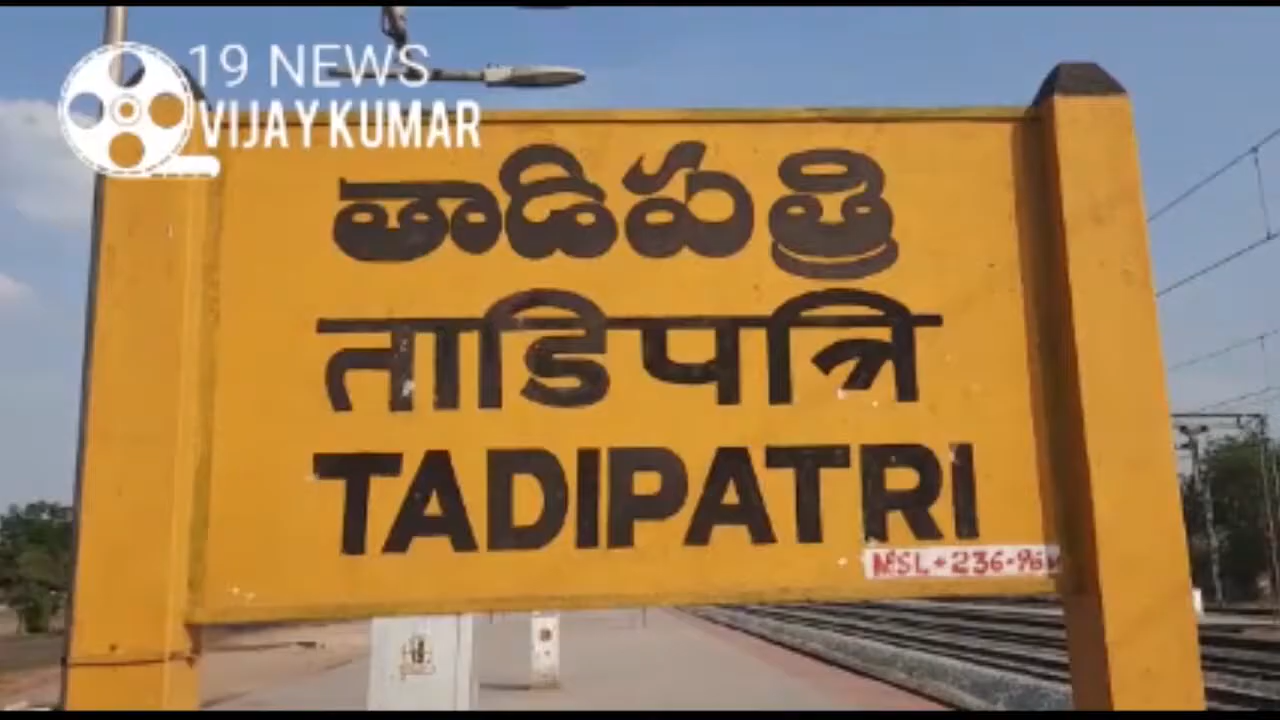 19 NEWS
VIJAY KUMAR
తాడిపత్రి
ताडिपत्रि
TADIPATRI
MSL + 236.96M